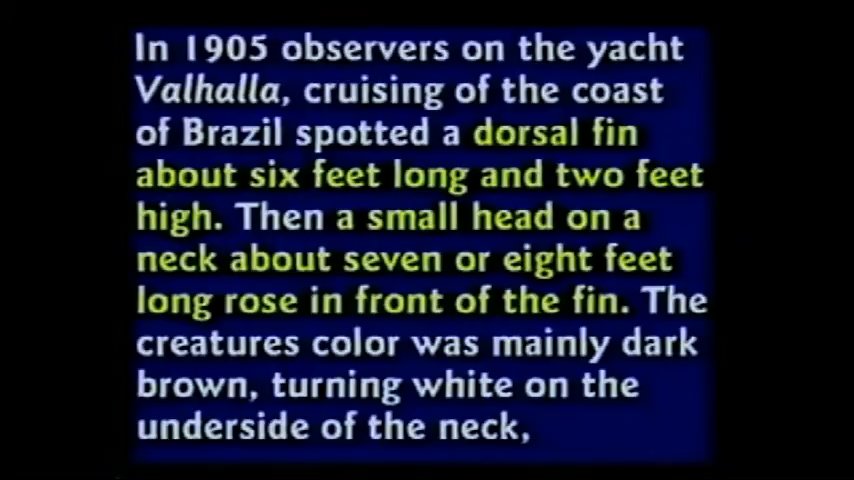 In 1905 observers on the yacht
Valhalla, cruising of the coast
of Brazil spotted a dorsal fin
about six feet long and two feet
high. Then a small head on a
neck about seven or eight feet
long rose in front of the fin. The
creatures color was mainly dark
brown, turning white on the
underside of the neck,